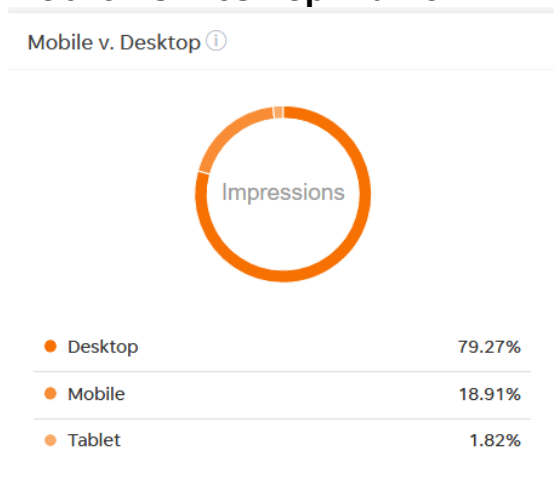 Mobile v. Desktop
Impressions
Desktop 79.27%
Mobile 18.91%
Tablet 1.82%